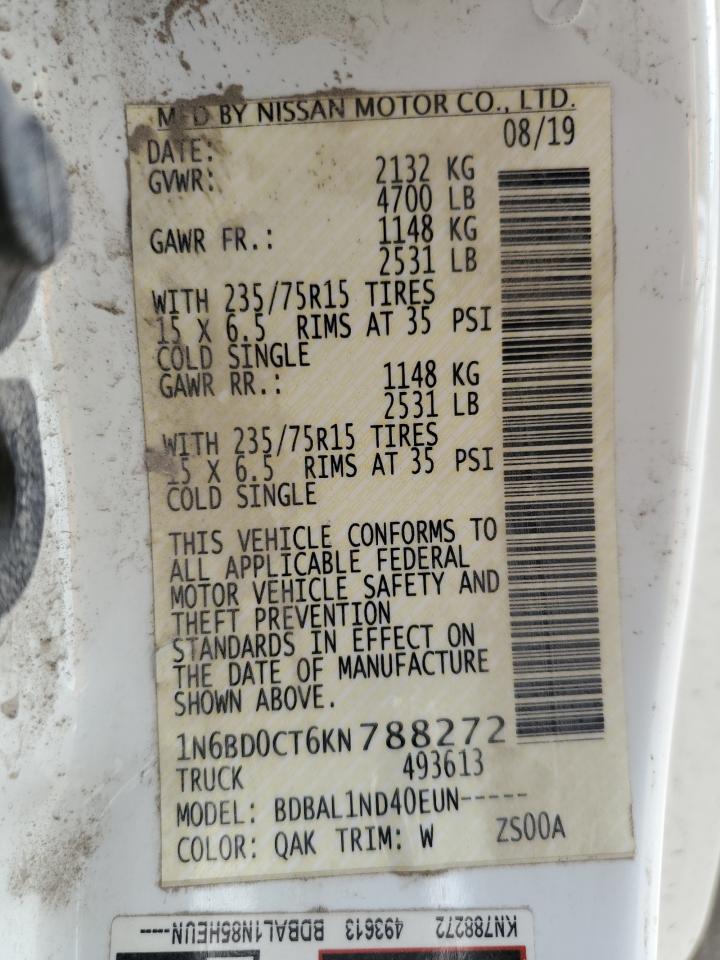 MFD BY NISSAN MOTOR CO., LTD.
DATE: 08/19
GVWR: 2132 KG
4700 LB
GAWR FR.: 1148 KG
2531 LB
WITH 235/75R15 TIRES
15 X 6.5 RIMS AT 35 PSI
COLD SINGLE
GAWR RR.: 1148 KG
2531 LB
WITH 235/75R15 TIRES
15 X 6.5 RIMS AT 35 PSI
COLD SINGLE
THIS VEHICLE CONFORMS TO
ALL APPLICABLE FEDERAL
MOTOR VEHICLE SAFETY AND
THEFT PREVENTION
STANDARDS IN EFFECT ON
THE DATE OF MANUFACTURE
SHOWN ABOVE.
1N6BD0CT6KN788272
TRUCK 493613
MODEL: BDBAL1ND40EUN-----
COLOR: QAK TRIM: W ZS00A
KN788272 493613 BDBAL1N86HEUN-----